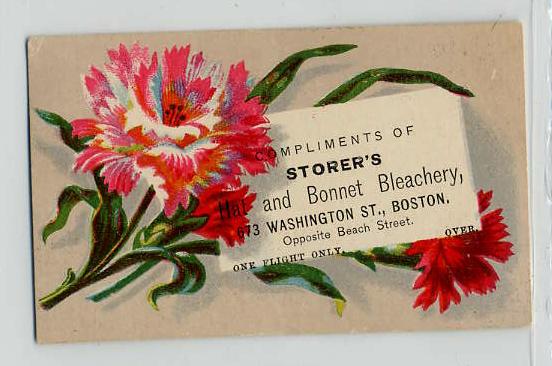 COMPLIMENTS OF
STORER'S
Hat and Bonnet Bleachery,
673 WASHINGTON ST., BOSTON.
Opposite Beach Street.
ONE FLIGHT ONLY. OVER.